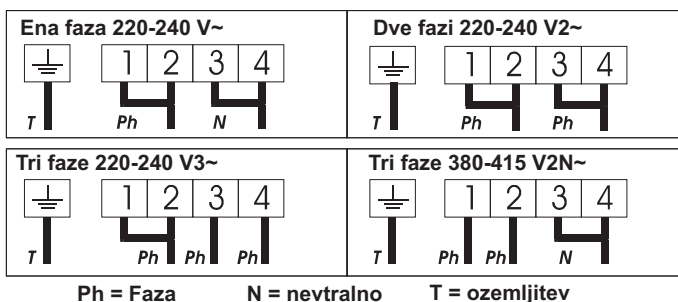 Ena faza 220-240 V~
1 2 3 4
T Ph N
Dve fazi 220-240 V2~
1 2 3 4
T Ph Ph
Tri faze 220-240 V3~
1 2 3 4
T Ph Ph Ph
Tri faze 380-415 V2N~
1 2 3 4
T Ph Ph N
Ph = Faza N = nevtralno T = ozemljitev